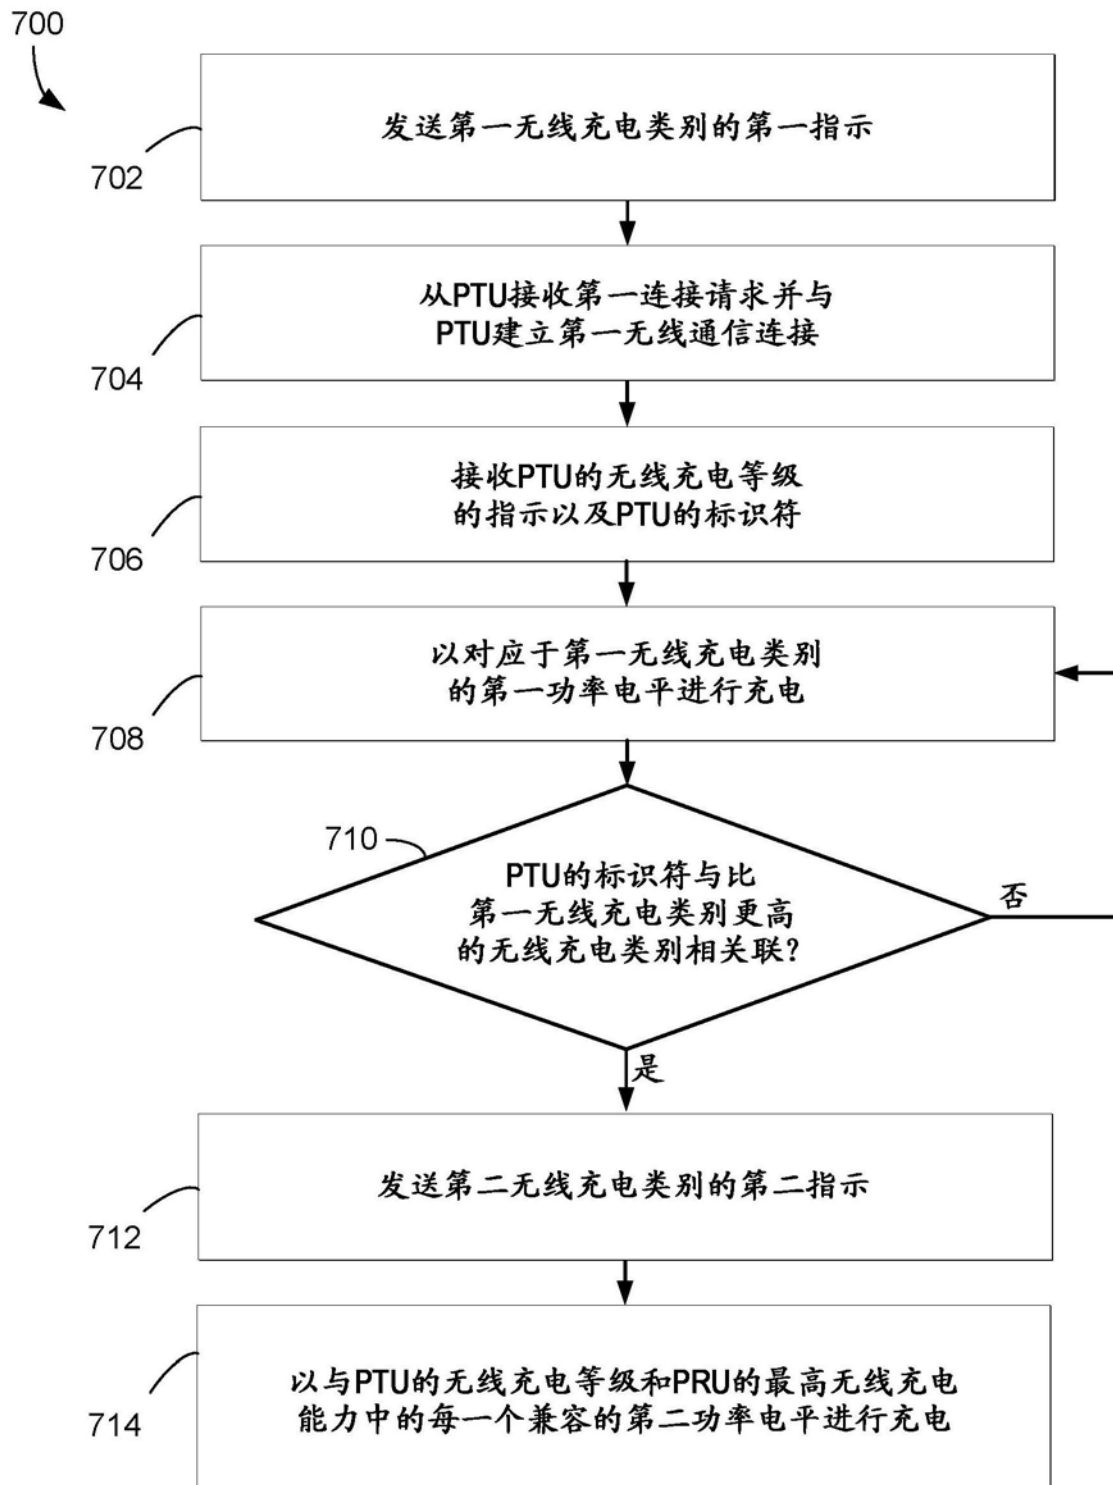 700
发送第一无线充电类别的第一指示
702
从PTU接收第一连接请求并与
PTU建立第一无线通信连接
704
接收PTU的无线充电等级
的指示以及PTU的标识符
706
以对应于第一无线充电类别
的第一功率电平进行充电
708
710
PTU的标识符与比
第一无线充电类别更高
的无线充电类别相关联?
否
是
发送第二无线充电类别的第二指示
712
以与PTU的无线充电等级和PRU的最高无线充电
能力中的每一个兼容的第二功率电平进行充电
714